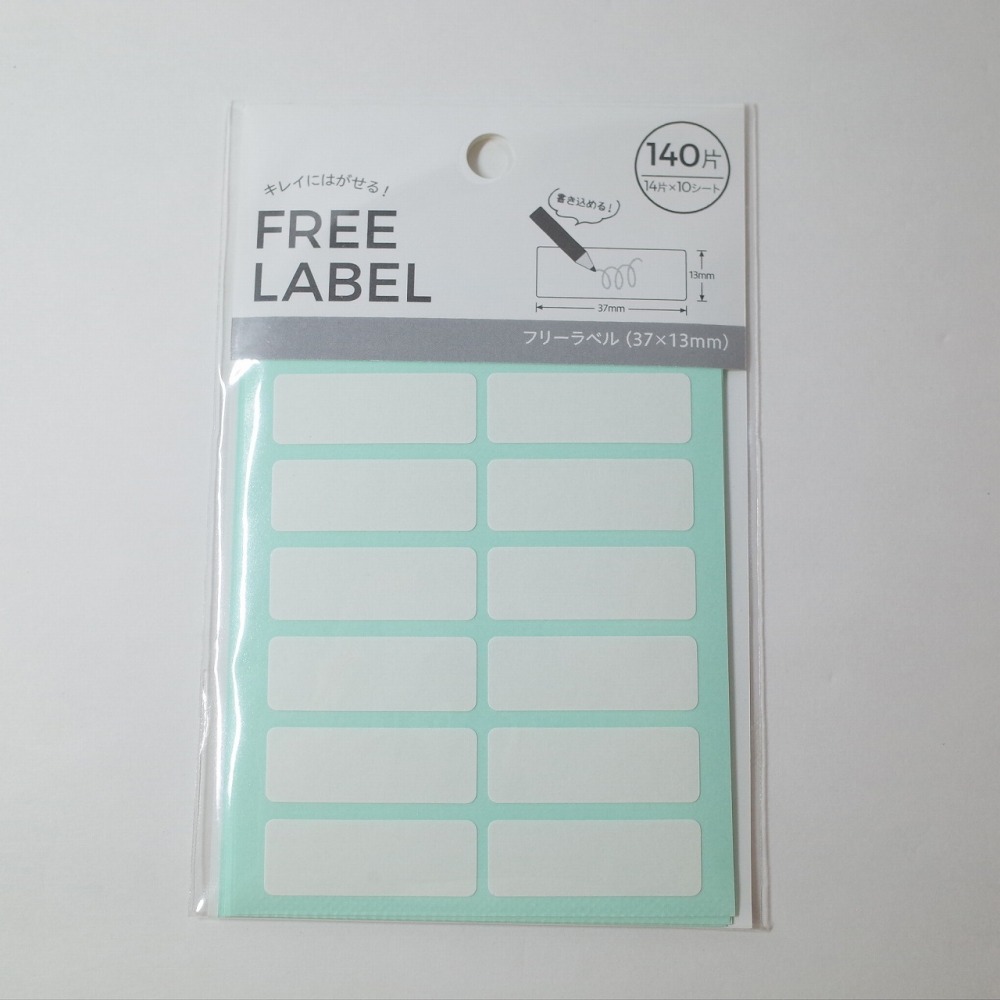 140片
14片×10シート
キレイにはがせる!
書き込める!
FREE
LABEL
13mm
37mm
フリーラベル (37×13mm)